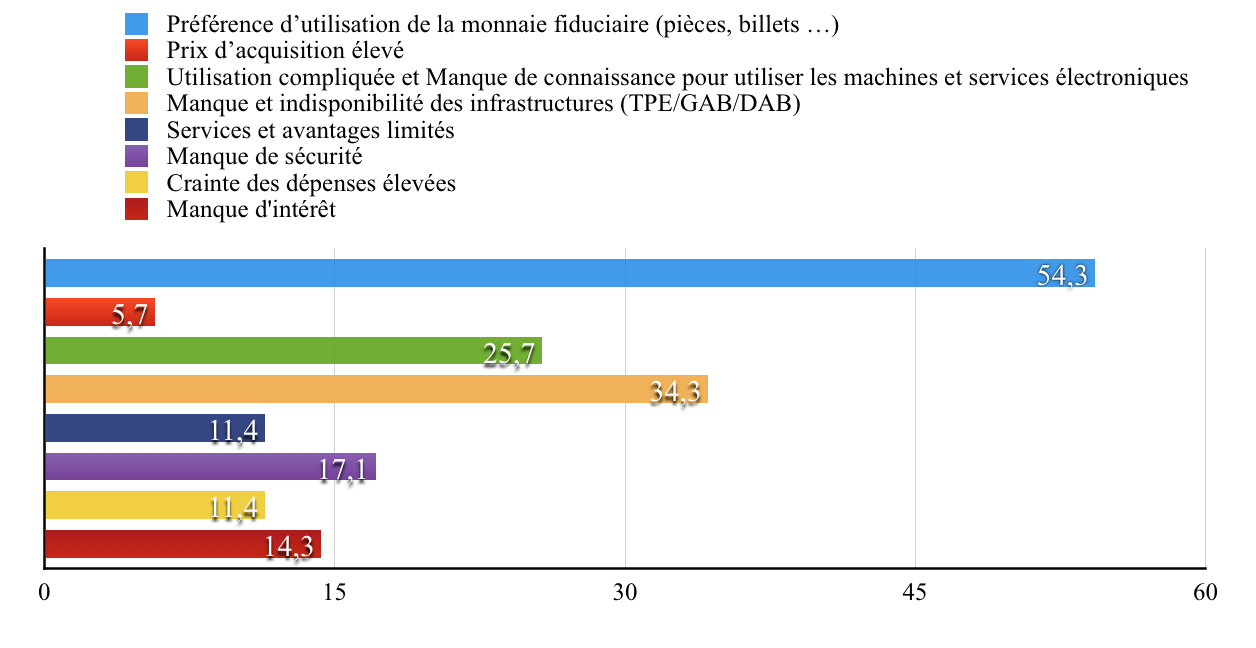 Préférence d’utilisation de la monnaie fiduciaire (pièces, billets …)
Prix d’acquisition élevé
Utilisation compliquée et Manque de connaissance pour utiliser les machines et services électroniques
Manque et indisponibilité des infrastructures (TPE/GAB/DAB)
Services et avantages limités
Manque de sécurité
Crainte des dépenses élevées
Manque d'intérêt
54,3
5,7
25,7
34,3
11,4
17,1
11,4
14,3
0 15 30 45 60